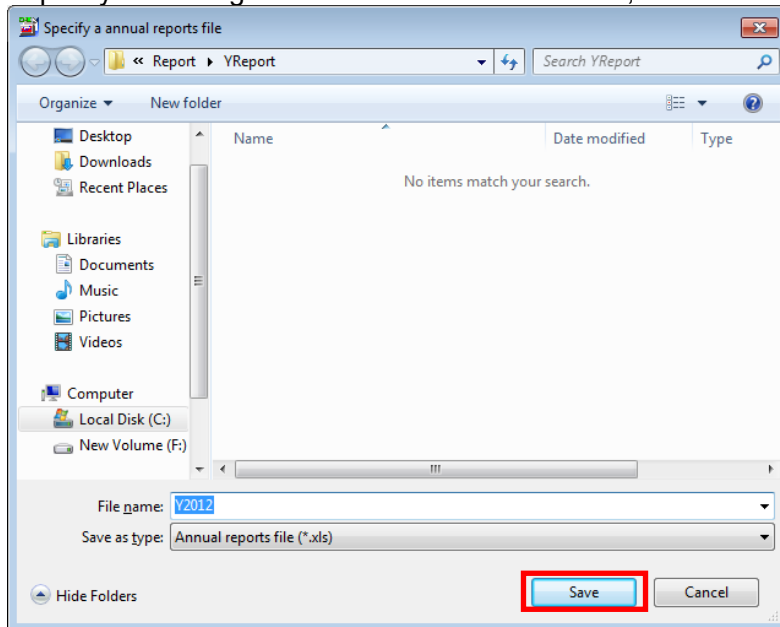 Specify a annual reports file
« Report ▸ YReport
Search YReport
Organize ▾ New folder
Name Date modified Type
No items match your search.
Desktop
Downloads
Recent Places
Libraries
Documents
Music
Pictures
Videos
Computer
Local Disk (C:)
New Volume (F:)
File name: Y2012
Save as type: Annual reports file (*.xls)
Hide Folders
Save Cancel